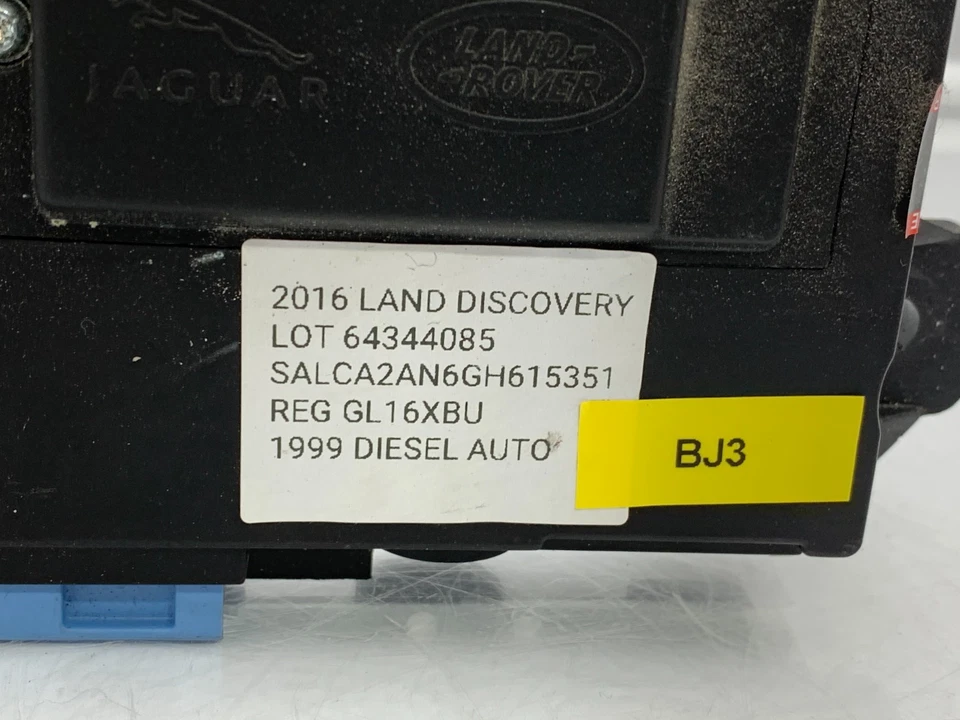 JAGUAR
LAND-
-ROVER
2016 LAND DISCOVERY
LOT 64344085
SALCA2AN6GH615351
REG GL16XBU
1999 DIESEL AUTO
BJ3